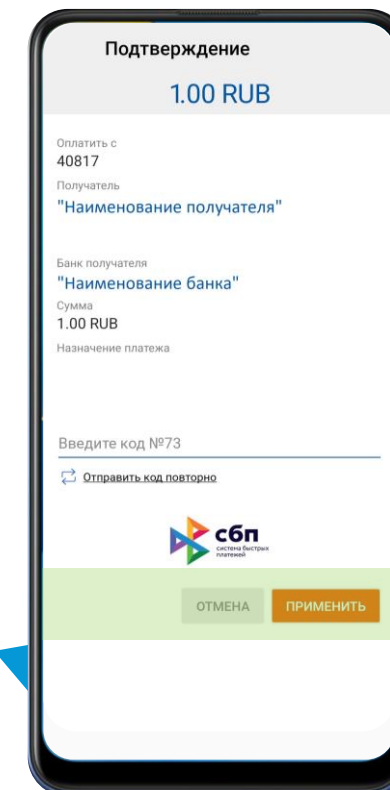 Подтверждение
1.00 RUB
Оплатить с
40817
Получатель
"Наименование получателя"
Банк получателя
"Наименование банка"
Сумма
1.00 RUB
Назначение платежа
Введите код №73
Отправить код повторно
сбп
система быстрых
платежей
ОТМЕНА ПРИМЕНИТЬ